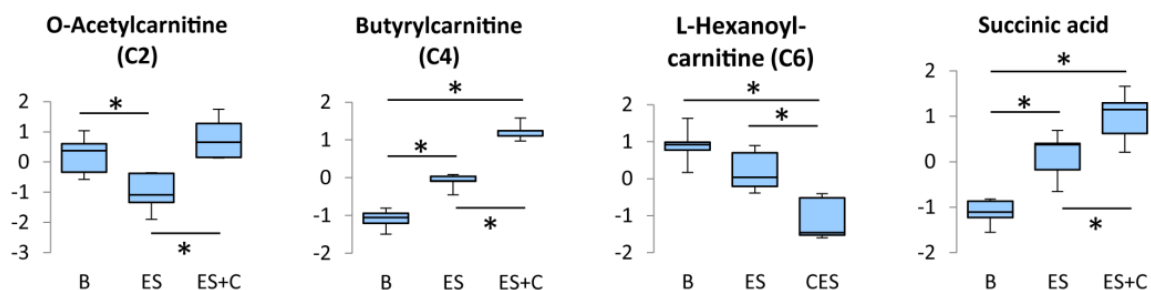 O-Acetylcarnitine
(C2)
2
1
0
-1
-2
-3
*
*
B ES ES+C
Butyrylcarnitine
(C4)
2
1
0
-1
-2
*
*
*
B ES ES+C
L-Hexanoyl-
carnitine (C6)
2
1
0
-1
-2
*
*
B ES CES
Succinic acid
2
1
0
-1
-2
*
*
*
B ES ES+C